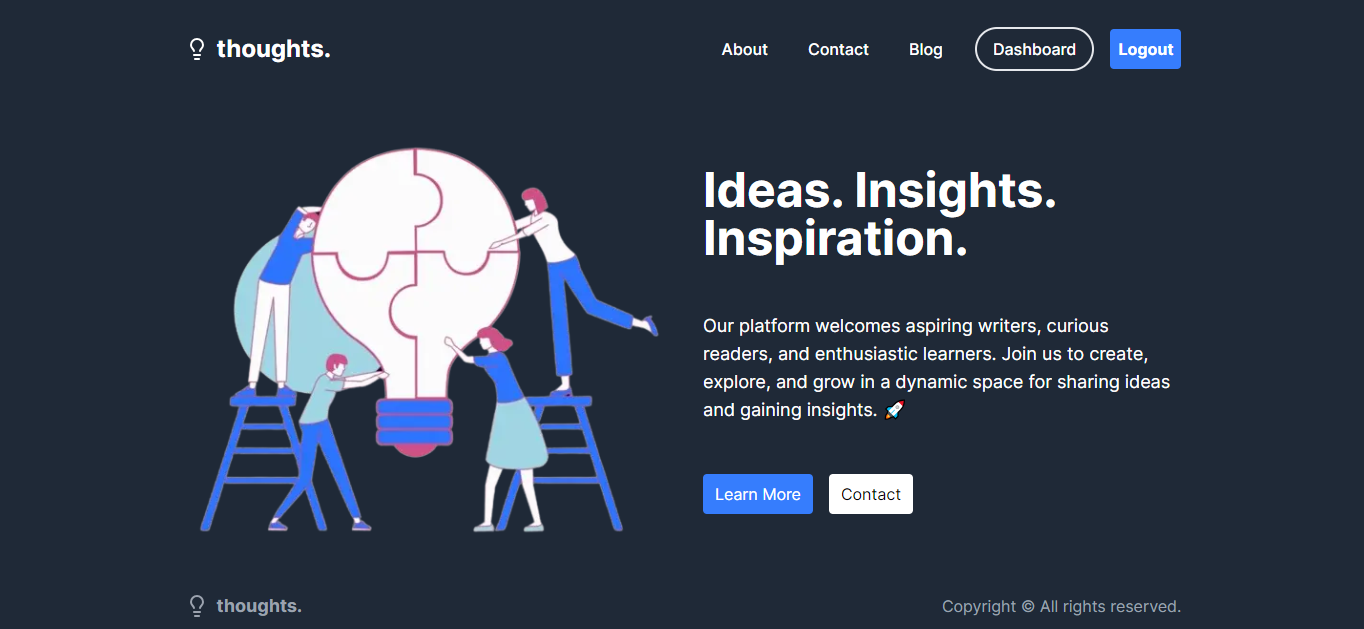 thoughts.
About Contact Blog Dashboard Logout
Ideas. Insights.
Inspiration.
Our platform welcomes aspiring writers, curious
readers, and enthusiastic learners. Join us to create,
explore, and grow in a dynamic space for sharing ideas
and gaining insights. 🚀
Learn More Contact
thoughts.
Copyright © All rights reserved.